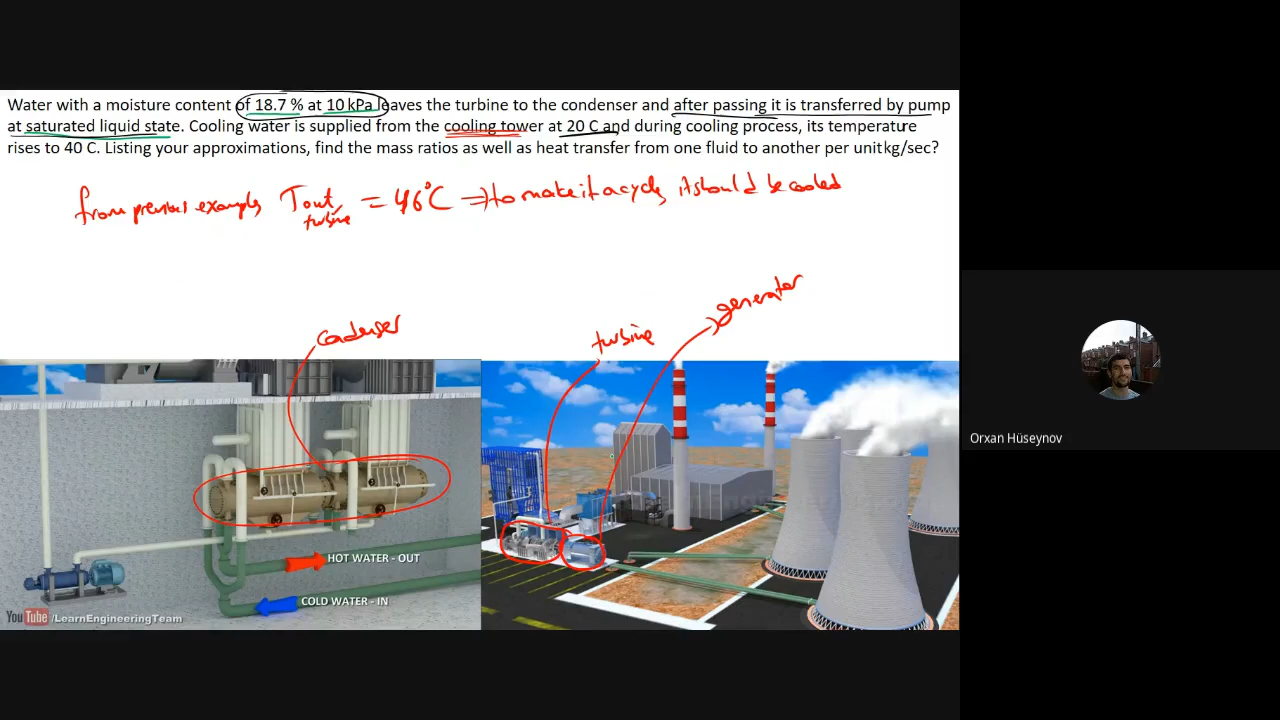 Water with a moisture content of 18.7 % at 10 kPa leaves the turbine to the condenser and after passing it is transferred by pump
at saturated liquid state. Cooling water is supplied from the cooling tower at 20 C and during cooling process, its temperature
rises to 40 C. Listing your approximations, find the mass ratios as well as heat transfer from one fluid to another per unit kg/sec?
from previous example Tout turbine = 46°C => to make it a cycle it should be cooled
generator
condenser
turbine
Orxan Hüseynov
HOT WATER - OUT
COLD WATER - IN
YouTube /LearnEngineeringTeam